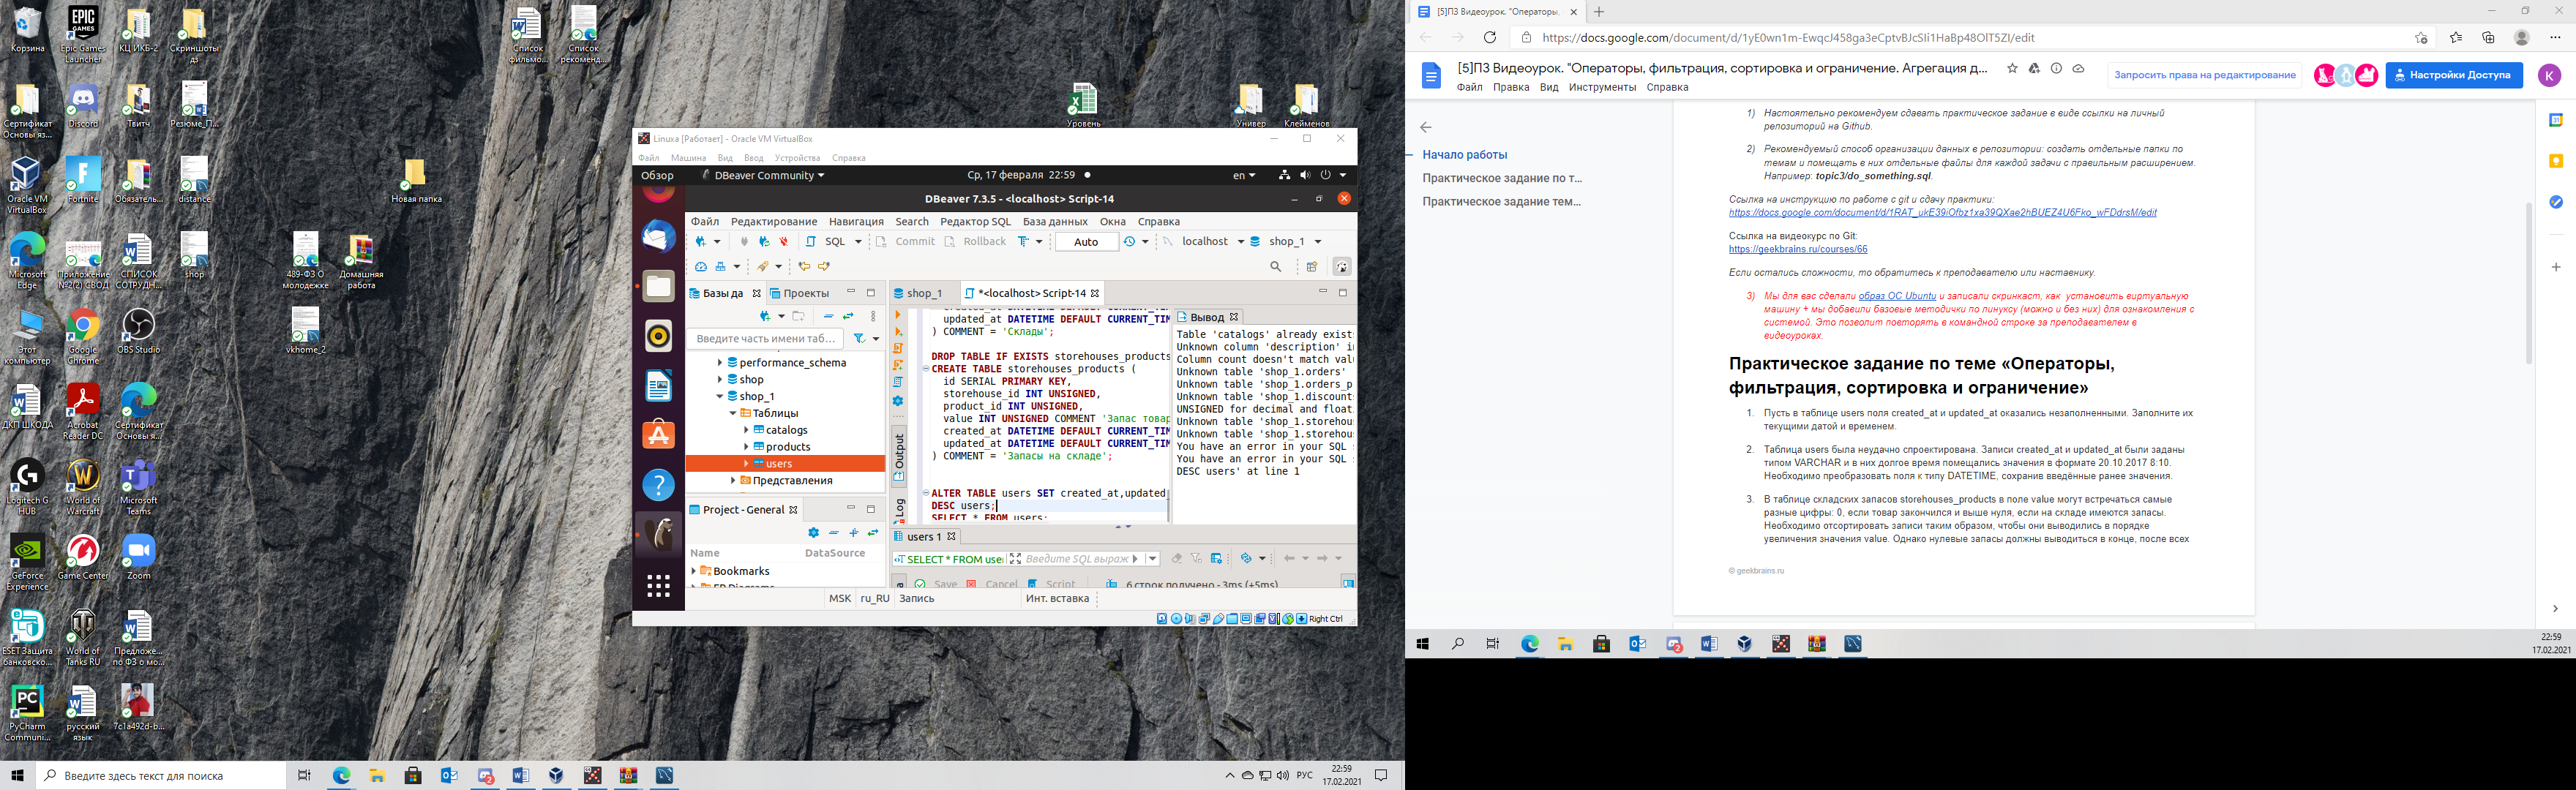 Корзина
Epic Games Launcher
КЦ ИКБ-2
Скриншоты дз
Список фильмо...
Список рекоменд...
Сертификат Основы яз...
Discord
Твитч
Резюме_П...
Уровень
Универ
Клейменов
Oracle VM VirtualBox
Fortnite
Обязатель...
distance
Новая папка
Microsoft Edge
Приложение №2(2) СВОД
СПИСОК СОТРУДН...
shop
489-ФЗ О молодежке
Домашняя работа
Этот компьютер
Google Chrome
OBS Studio
vkhome_2
ДКП ШКОДА
Acrobat Reader DC
Сертификат Основы я...
Logitech G HUB
World of Warcraft
Microsoft Teams
GeForce Experience
Game Center
Zoom
ESET Защита банковско...
World of Tanks RU
Предложе... по ФЗ о мо...
PyCharm Communi...
русский язык
7c1a492d-b...
Введите здесь текст для поиска
РУС
22:59
17.02.2021
Linuxa [Работает] - Oracle VM VirtualBox
Файл Машина Вид Ввод Устройства Справка
Обзор DBeaver Community Ср, 17 февраля 22:59 en
DBeaver 7.3.5 - <localhost> Script-14
Файл Редактирование Навигация Search Редактор SQL База данных Окна Справка
SQL Commit Rollback Auto localhost shop_1
Базы да Проекты
Введите часть имени таб...
performance_schema
shop
shop_1
Таблицы
catalogs
products
users
Представления
Project - General
Name DataSource
Bookmarks
shop_1 *<localhost> Script-14
updated_at DATETIME DEFAULT CURRENT_TIM
) COMMENT = 'Склады';
DROP TABLE IF EXISTS storehouses_products
CREATE TABLE storehouses_products (
id SERIAL PRIMARY KEY,
storehouse_id INT UNSIGNED,
product_id INT UNSIGNED,
value INT UNSIGNED COMMENT 'Запас товар
created_at DATETIME DEFAULT CURRENT_TIM
updated_at DATETIME DEFAULT CURRENT_TIM
) COMMENT = 'Запасы на складе';
ALTER TABLE users SET created_at,updated
DESC users;
SELECT * FROM users;
Output
Log
Вывод
Table 'catalogs' already exist
Unknown column 'description' i
Column count doesn't match val
Unknown table 'shop_1.orders'
Unknown table 'shop_1.orders_p
Unknown table 'shop_1.discount
UNSIGNED for decimal and float
Unknown table 'shop_1.storehou
Unknown table 'shop_1.storehou
You have an error in your SQL
You have an error in your SQL
DESC users' at line 1
users 1
SELECT * FROM use Введите SQL выраж
Save Cancel Script 6 строк получено - 3ms (+5ms)
MSK ru_RU Запись Инт. вставка
Right Ctrl
[5]ПЗ Видеоурок. "Операторы,
https://docs.google.com/document/d/1yE0wn1m-EwqcJ458ga3eCptvBJcSIi1HaBp48OlT5ZI/edit
[5]ПЗ Видеоурок. "Операторы, фильтрация, сортировка и ограничение. Агрегация д...
Файл Правка Вид Инструменты Справка
Запросить права на редактирование
Настройки Доступа
К
Начало работы
Практическое задание по т...
Практическое задание тем...
1) Настоятельно рекомендуем сдавать практическое задание в виде ссылки на личный
репозиторий на Github.
2) Рекомендуемый способ организации данных в репозитории: создать отдельные папки по
темам и помещать в них отдельные файлы для каждой задачи с правильным расширением.
Например: topic3/do_something.sql.
Ссылка на инструкцию по работе с git и сдачу практики:
https://docs.google.com/document/d/1RAT_ukE39iOfbz1xa39QXae2hBUEZ4U6Fko_wFDdrsM/edit
Ссылка на видеокурс по Git:
https://geekbrains.ru/courses/66
Если остались сложности, то обратитесь к преподавателю или наставнику.
3) Мы для вас сделали образ ОС Ubuntu и записали скринкаст, как установить виртуальную
машину + мы добавили базовые методички по линуксу (можно и без них) для ознакомления с
системой. Это позволит повторять в командной строке за преподавателем в
видеоуроках.
Практическое задание по теме «Операторы,
фильтрация, сортировка и ограничение»
1. Пусть в таблице users поля created_at и updated_at оказались незаполненными. Заполните их
текущими датой и временем.
2. Таблица users была неудачно спроектирована. Записи created_at и updated_at были заданы
типом VARCHAR и в них долгое время помещались значения в формате 20.10.2017 8:10.
Необходимо преобразовать поля к типу DATETIME, сохранив введённые ранее значения.
3. В таблице складских запасов storehouses_products в поле value могут встречаться самые
разные цифры: 0, если товар закончился и выше нуля, если на складе имеются запасы.
Необходимо отсортировать записи таким образом, чтобы они выводились в порядке
увеличения значения value. Однако нулевые запасы должны выводиться в конце, после всех
© geekbrains.ru
22:59
17.02.2021